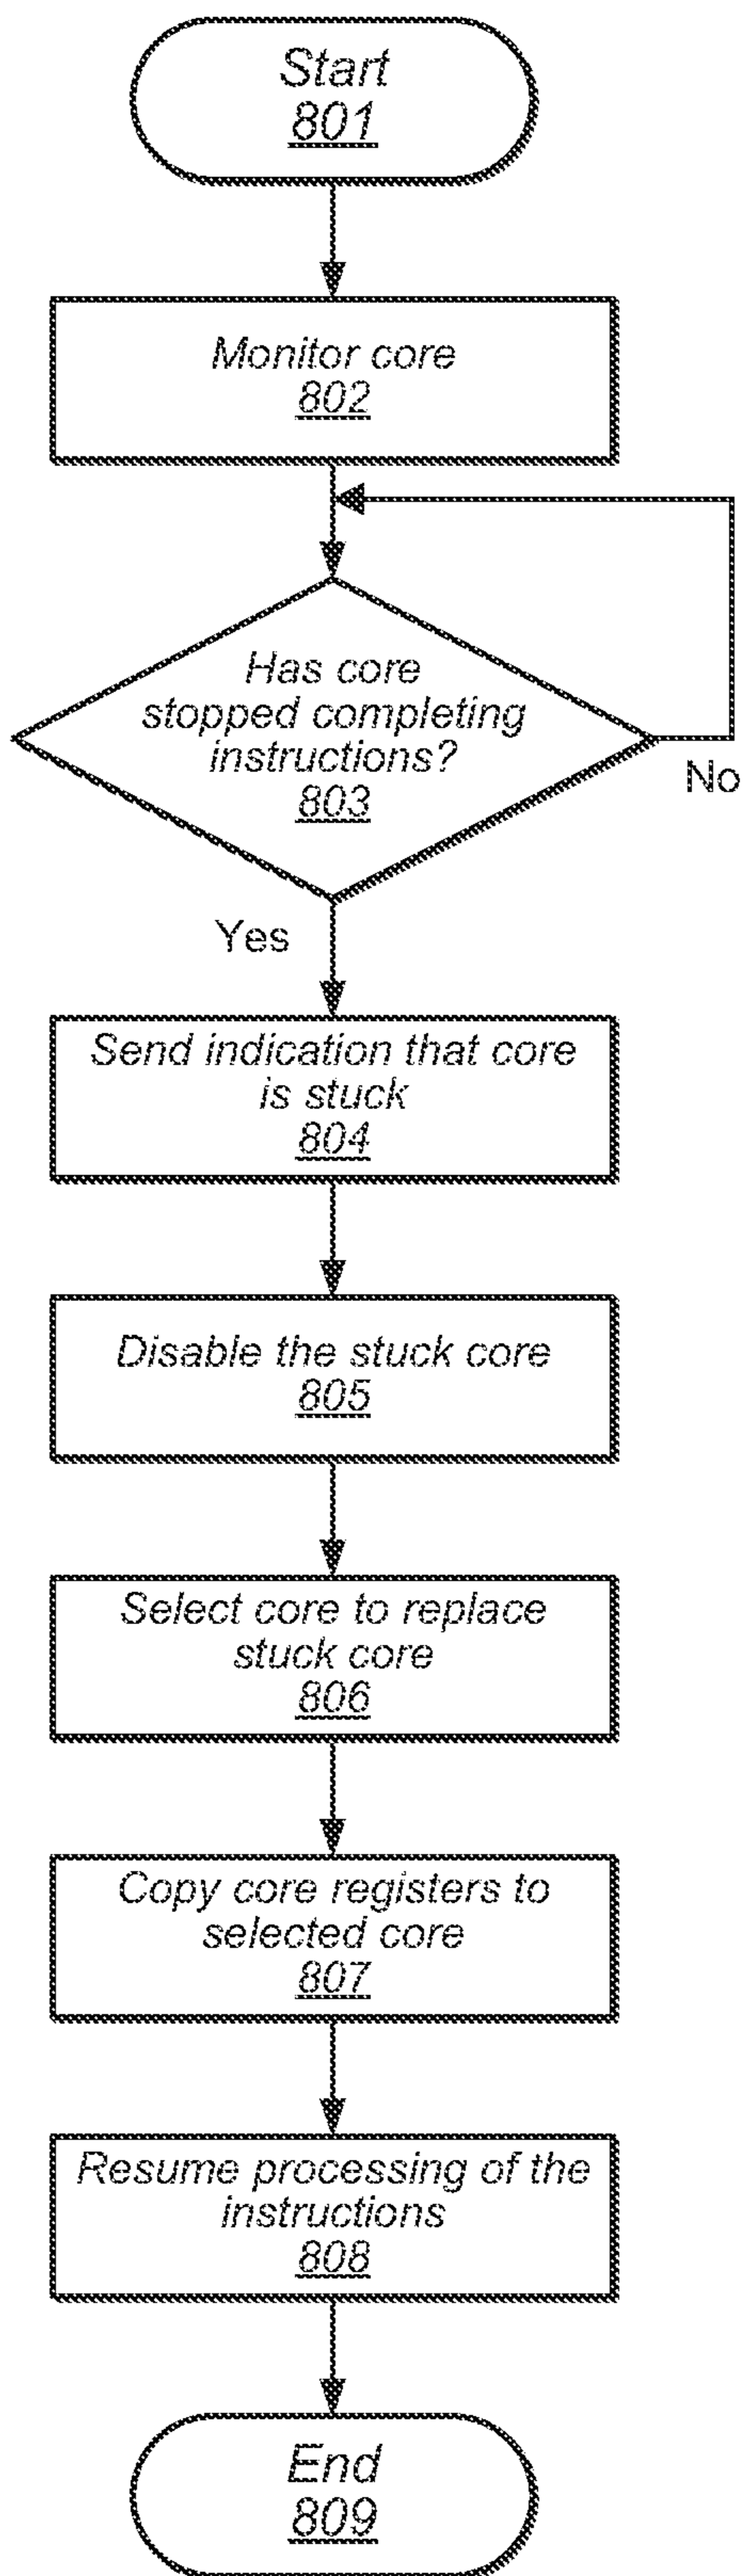 Start
801
Monitor core
802
Has core
stopped completing
instructions?
803
No
Yes
Send indication that core
is stuck
804
Disable the stuck core
805
Select core to replace
stuck core
806
Copy core registers to
selected core
807
Resume processing of the
instructions
808
End
809